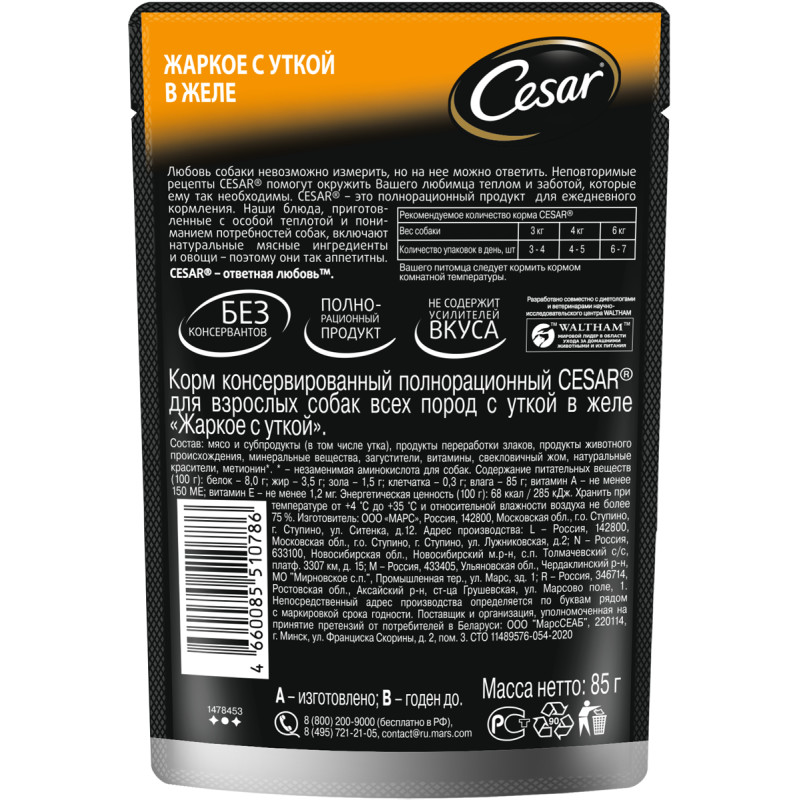 ЖАРКОЕ С УТКОЙ
В ЖЕЛЕ
Cesar®
Любовь собаки невозможно измерить, но на нее можно ответить. Неповторимые
рецепты CESAR® помогут окружить Вашего любимца теплом и заботой, которые
ему так необходимы. CESAR® – это полнорационный продукт для ежедневного
кормления. Наши блюда, приготов-
ленные с особой теплотой и пони-
манием потребностей собак, включают
натуральные мясные ингредиенты
и овощи – поэтому они так аппетитны.
CESAR® – ответная любовь™.
Рекомендуемое количество корма CESAR®
Вес собаки 3 кг 4 кг 6 кг
Количество упаковок в день, шт 3 - 4 4 - 5 6 - 7
Вашего питомца следует кормить кормом
комнатной температуры.
БЕЗ
КОНСЕРВАНТОВ
ПОЛНО-
РАЦИОННЫЙ
ПРОДУКТ
НЕ СОДЕРЖИТ
УСИЛИТЕЛЕЙ
ВКУСА
Разработано совместно с диетологами
и ветеринарами научно-
исследовательского центра WALTHAM
WALTHAM™
МИРОВОЙ ЛИДЕР В ОБЛАСТИ
УХОДА ЗА ДОМАШНИМИ
ЖИВОТНЫМИ И ИХ ПИТАНИЯ
Корм консервированный полнорационный CESAR®
для взрослых собак всех пород с уткой в желе
«Жаркое с уткой».
Состав: мясо и субпродукты (в том числе утка), продукты переработки злаков, продукты животного
происхождения, минеральные вещества, загустители, витамины, свекловичный жом, натуральные
красители, метионин*. * – незаменимая аминокислота для собак. Содержание питательных веществ
(100 г): белок – 8,0 г; жир – 3,5 г; зола – 1,5 г; клетчатка – 0,3 г; влага – 85 г; витамин А – не менее
150 МЕ; витамин Е – не менее 1,2 мг. Энергетическая ценность (100 г): 68 ккал / 285 кДж. Хранить при
температуре от +4 °С до +35 °С и относительной влажности воздуха не более
75 %. Изготовитель: ООО «МАРС», Россия, 142800, Московская обл., г.о. Ступино,
г. Ступино, ул. Ситенка, д.12. Адрес производства: L – Россия, 142800,
Московская обл., г.о. Ступино, г. Ступино, ул. Лужниковская, д.2; N – Россия,
633100, Новосибирская обл., Новосибирский м.р-н, с.п. Толмачевский с/с,
платф. 3307 км, д. 15; М – Россия, 433405, Ульяновская обл., Чердаклинский р-н,
МО "Мирновское с.п.", Промышленная тер., ул. Марс, зд. 1; R – Россия, 346714,
Ростовская обл., Аксайский р-н, ст-ца Грушевская, ул. Марсово поле, 1.
Непосредственный адрес производства определяется по буквам рядом
с маркировкой срока годности. Поставщик и организация, уполномоченная на
принятие претензий от потребителей в Беларуси: ООО "МарсСЕАБ", 220114,
г. Минск, ул. Франциска Скорины, д. 2, пом. 3. СТО 11489576-054-2020
4 660085 510786
А – изготовлено; В – годен до.
Масса нетто: 85 г
1478453
8 (800) 200-9000 (бесплатно в РФ),
8 (495) 721-21-05, contact@ru.mars.com
РСТ
90